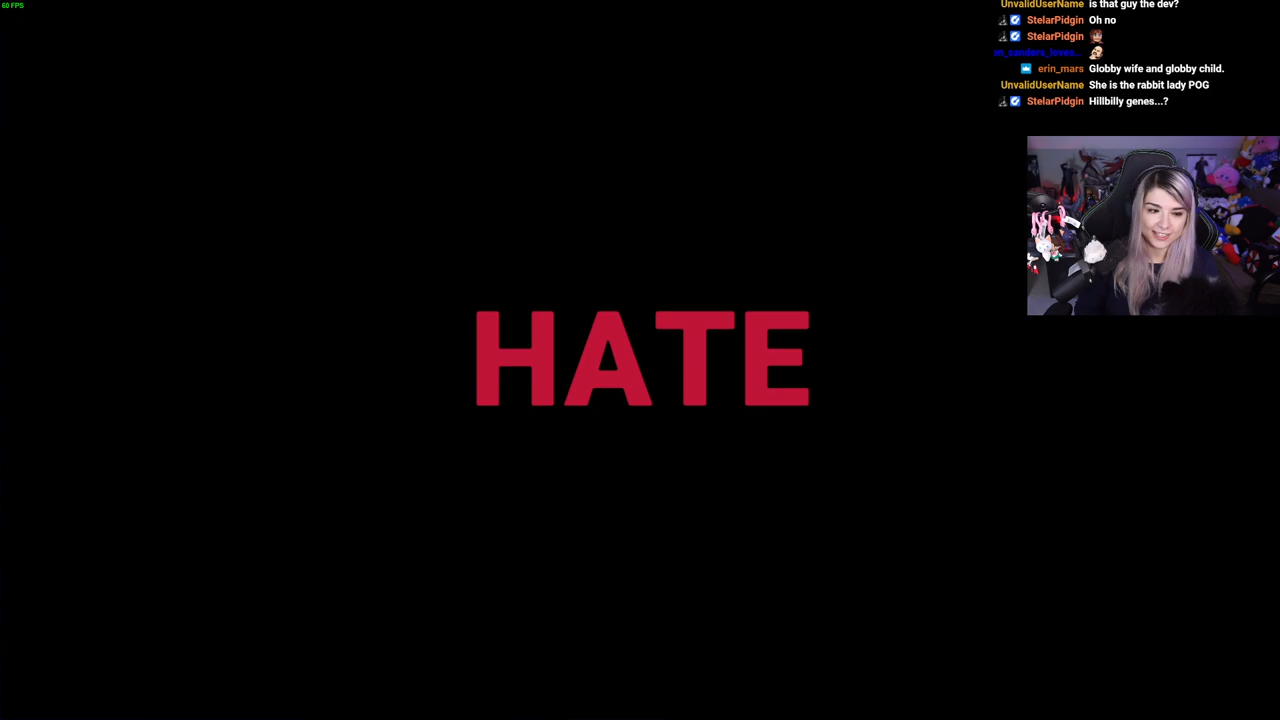 60 FPS
UnvalidUserName is that guy the dev?
StelarPidgin Oh no
StelarPidgin
erin_mars Globby wife and globby child.
UnvalidUserName She is the rabbit lady POG
StelarPidgin Hillbilly genes...?
HATE